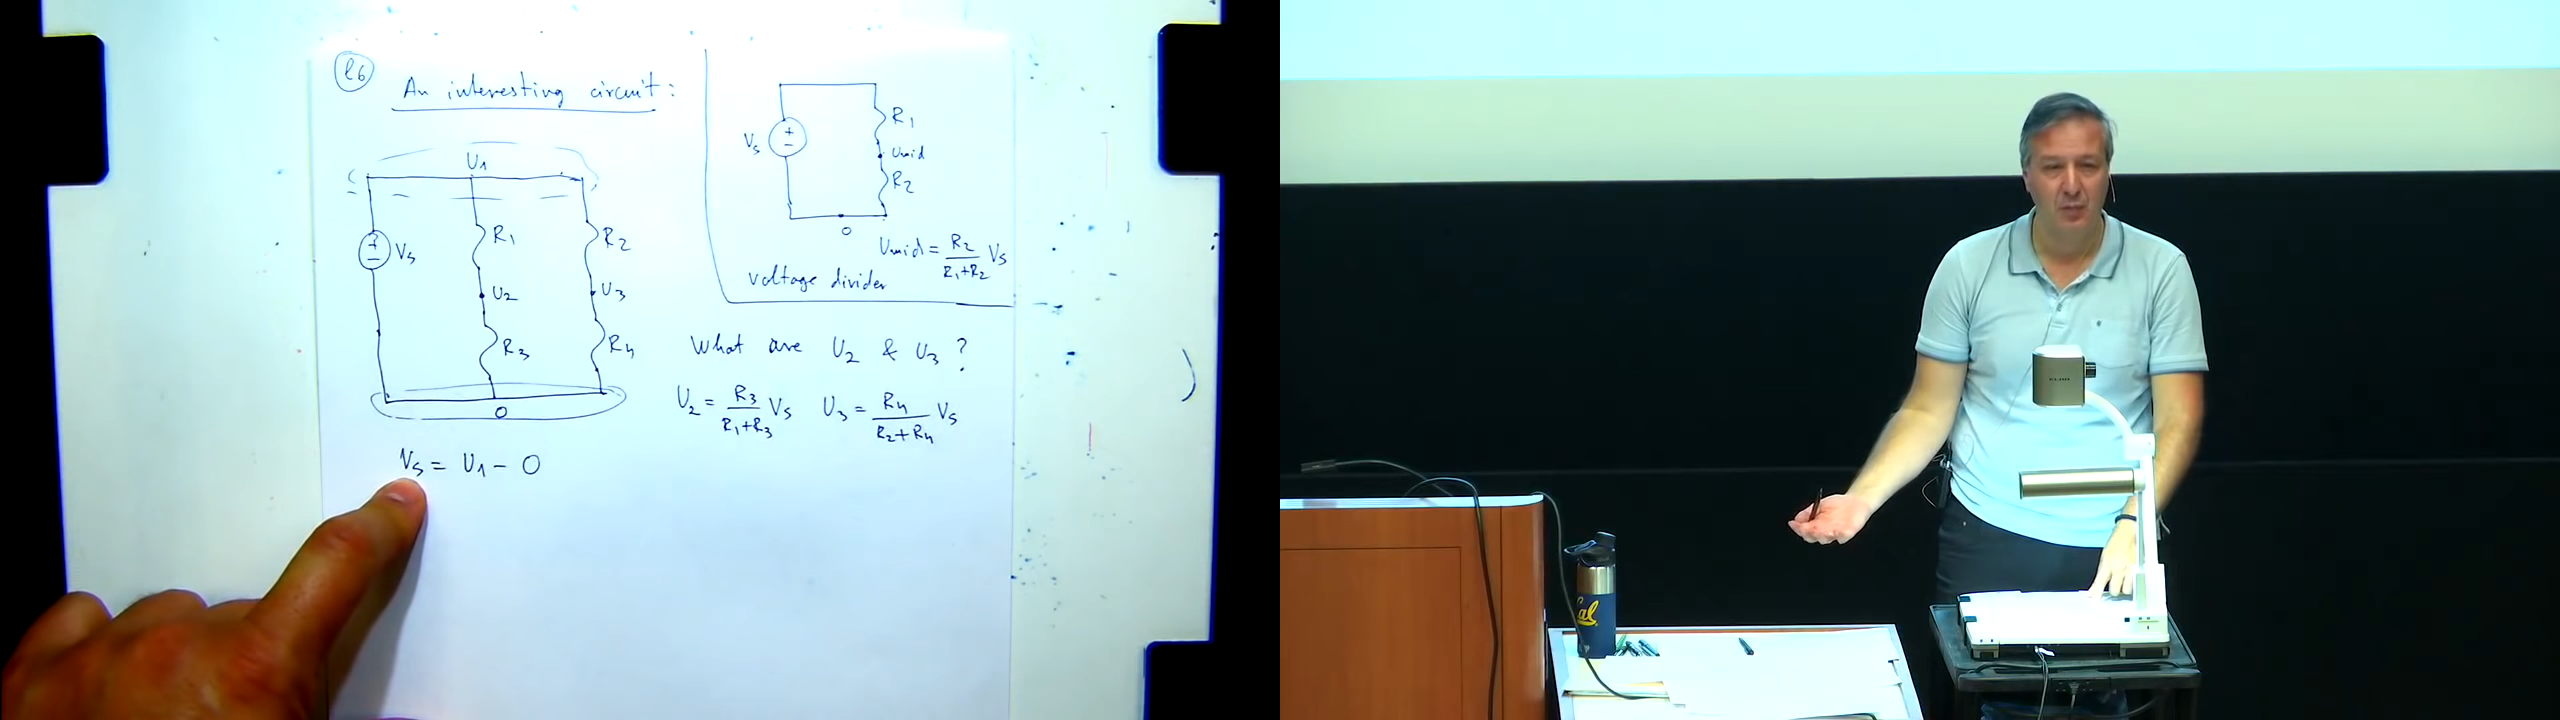 26
An interesting circuit:
U1
Vs
+
−
R1
R2
U2
U3
R3
R4
0
Vs = U1 − 0
Vs
+
−
R1
Umid
R2
0
Umid = R2/(R1+R2) Vs
voltage divider
What are U2 & U3 ?
U2 = R3/(R1+R3) Vs   U3 = R4/(R2+R4) Vs
Cal